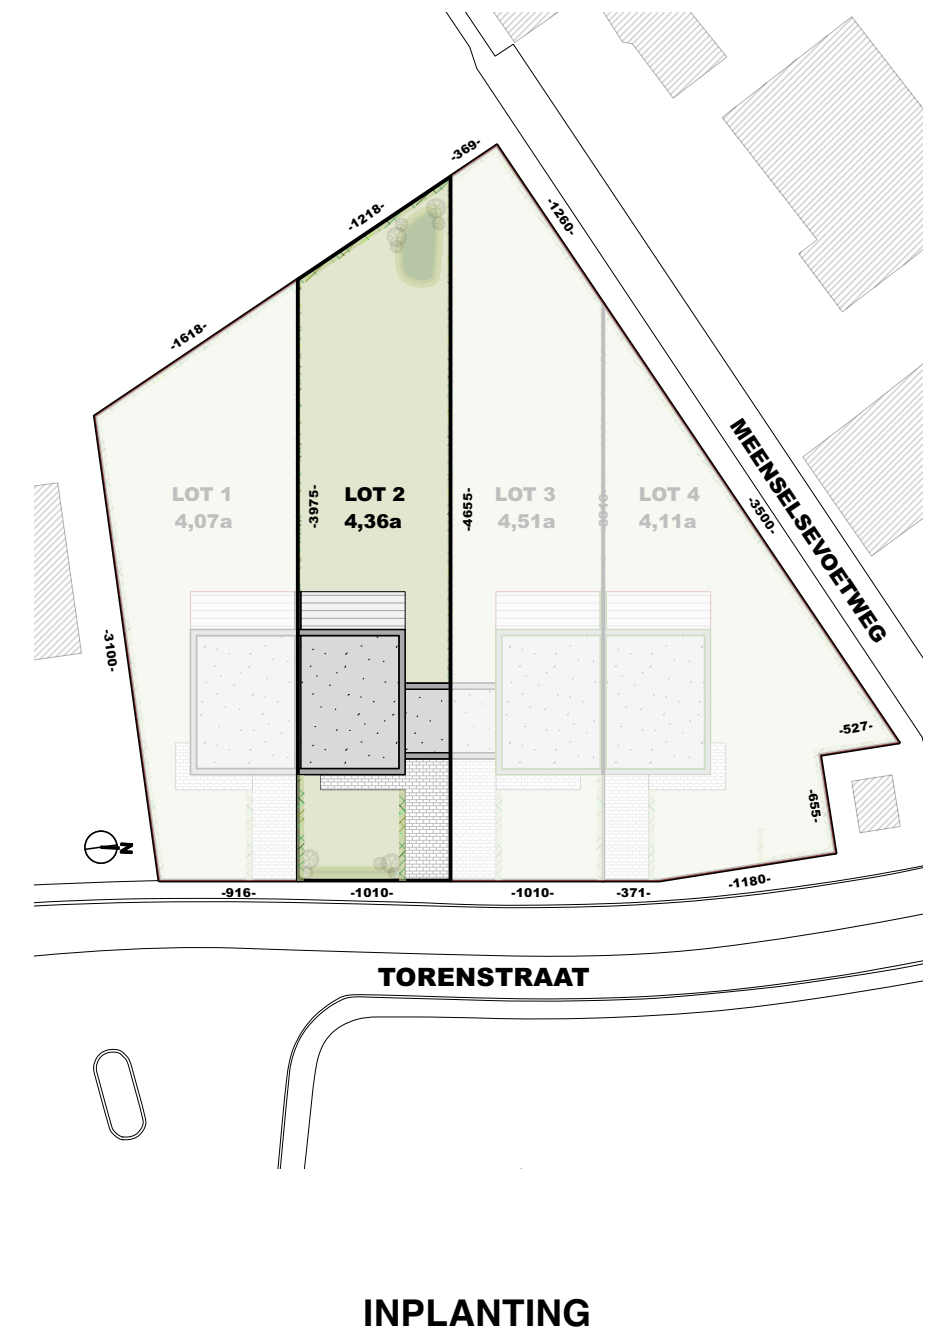 -369-
-1218-
-1260-
-1618-
MEENSELSEVOETWEG
LOT 1
4,07a
-3975-
LOT 2
4,36a
-4655-
LOT 3
4,51a
LOT 4
4,11a
-3500-
-3100-
-527-
-655-
N
-916-
-1010-
-1010-
-371-
-1180-
TORENSTRAAT
INPLANTING